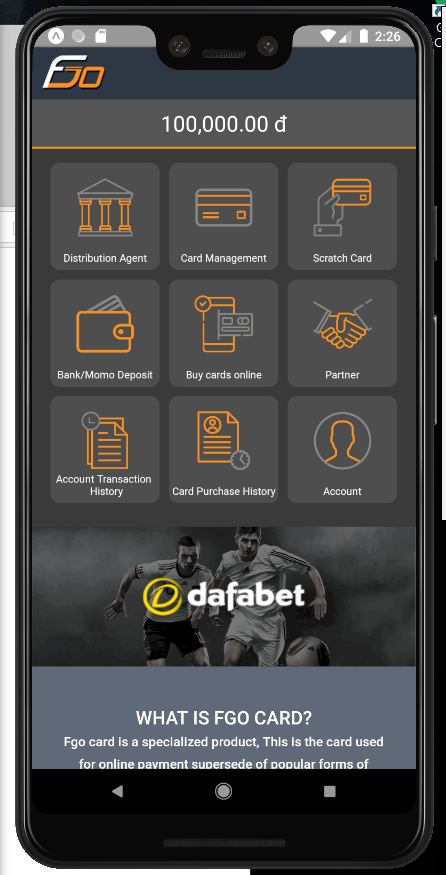 2:26
FGO
100,000.00 đ
Distribution Agent
Card Management
Scratch Card
Bank/Momo Deposit
Buy cards online
Partner
Account Transaction
History
Card Purchase History
Account
dafabet
WHAT IS FGO CARD?
Fgo card is a specialized product, This is the card used
for online payment supersede of popular forms of